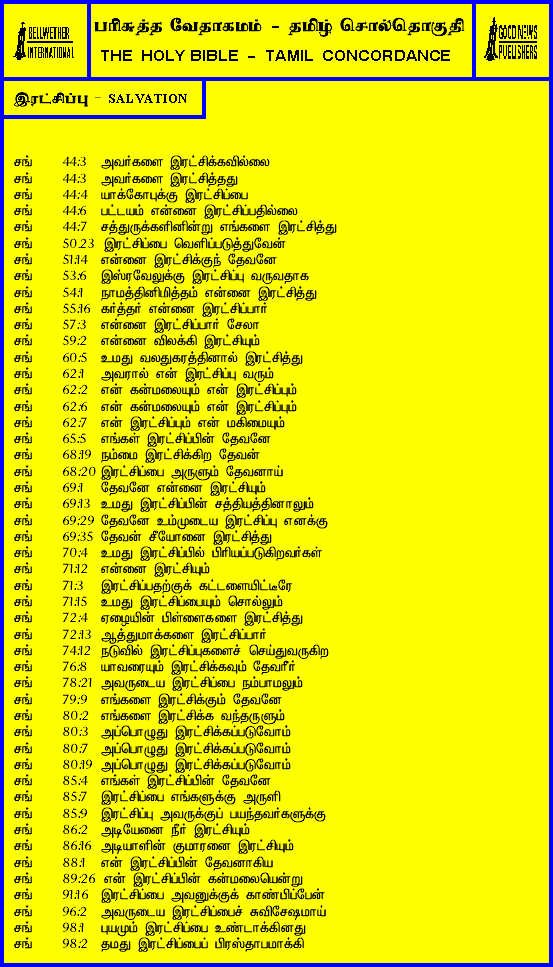 BELLWETHER
INTERNATIONAL
பரிசுத்த வேதாகமம் - தமிழ் சொல்தொகுதி
THE HOLY BIBLE - TAMIL CONCORDANCE
GOOD NEWS
PUBLISHERS
இரட்சிப்பு - SALVATION
சங் 44:3 அவர்களை இரட்சிக்கவில்லை
சங் 44:3 அவர்களை இரட்சித்தது
சங் 44:4 யாக்கோபுக்கு இரட்சிப்பை
சங் 44:6 பட்டயம் என்னை இரட்சிப்பதில்லை
சங் 44:7 சத்துருக்களினின்று எங்களை இரட்சித்து
சங் 50.23 இரட்சிப்பை வெளிப்படுத்துவேன்
சங் 51:14 என்னை இரட்சிக்குந் தேவனே
சங் 53:6 இஸ்ரவேலுக்கு இரட்சிப்பு வருவதாக
சங் 54:1 நாமத்தினிமித்தம் என்னை இரட்சித்து
சங் 55:16 கர்த்தர் என்னை இரட்சிப்பார்
சங் 57:3 என்னை இரட்சிப்பார் சேலா
சங் 59:2 என்னை விலக்கி இரட்சியும்
சங் 60:5 உமது வலதுகரத்தினால் இரட்சித்து
சங் 62:1 அவரால் என் இரட்சிப்பு வரும்
சங் 62:2 என் கன்மலையும் என் இரட்சிப்பும்
சங் 62:6 என் கன்மலையும் என் இரட்சிப்பும்
சங் 62:7 என் இரட்சிப்பும் என் மகிமையும்
சங் 65:5 எங்கள் இரட்சிப்பின் தேவனே
சங் 68:19 நம்மை இரட்சிக்கிற தேவன்
சங் 68:20 இரட்சிப்பை அருளும் தேவனாய்
சங் 69:1 தேவனே என்னை இரட்சியும்
சங் 69:13 உமது இரட்சிப்பின் சத்தியத்தினாலும்
சங் 69:29 தேவனே உம்முடைய இரட்சிப்பு எனக்கு
சங் 69:35 தேவன் சீயோனை இரட்சித்து
சங் 70:4 உமது இரட்சிப்பில் பிரியப்படுகிறவர்கள்
சங் 71:12 என்னை இரட்சியும்
சங் 71:3 இரட்சிப்பதற்குக் கட்டளையிட்டீரே
சங் 71:15 உமது இரட்சிப்பையும் சொல்லும்
சங் 72:4 ஏழையின் பிள்ளைகளை இரட்சித்து
சங் 72:13 ஆத்துமாக்களை இரட்சிப்பார்
சங் 74:12 நடுவில் இரட்சிப்புகளைச் செய்துவருகிற
சங் 76:8 யாவரையும் இரட்சிக்கவும் தேவரீர்
சங் 78:21 அவருடைய இரட்சிப்பை நம்பாமலும்
சங் 79:9 எங்களை இரட்சிக்கும் தேவனே
சங் 80:2 எங்களை இரட்சிக்க வந்தருளும்
சங் 80:3 அப்பொழுது இரட்சிக்கப்படுவோம்
சங் 80:7 அப்பொழுது இரட்சிக்கப்படுவோம்
சங் 80:19 அப்பொழுது இரட்சிக்கப்படுவோம்
சங் 85:4 எங்கள் இரட்சிப்பின் தேவனே
சங் 85:7 இரட்சிப்பை எங்களுக்கு அருளி
சங் 85:9 இரட்சிப்பு அவருக்குப் பயந்தவர்களுக்கு
சங் 86:2 அடியேனை நீர் இரட்சியும்
சங் 86:16 அடியாளின் குமாரனை இரட்சியும்
சங் 88:1 என் இரட்சிப்பின் தேவனாகிய
சங் 89:26 என் இரட்சிப்பின் கன்மலையென்று
சங் 91:16 இரட்சிப்பை அவனுக்குக் காண்பிப்பேன்
சங் 96:2 அவருடைய இரட்சிப்பைச் சுவிசேஷமாய்
சங் 98:1 புயமும் இரட்சிப்பை உண்டாக்கினது
சங் 98:2 தமது இரட்சிப்பைப் பிரஸ்தாபமாக்கி